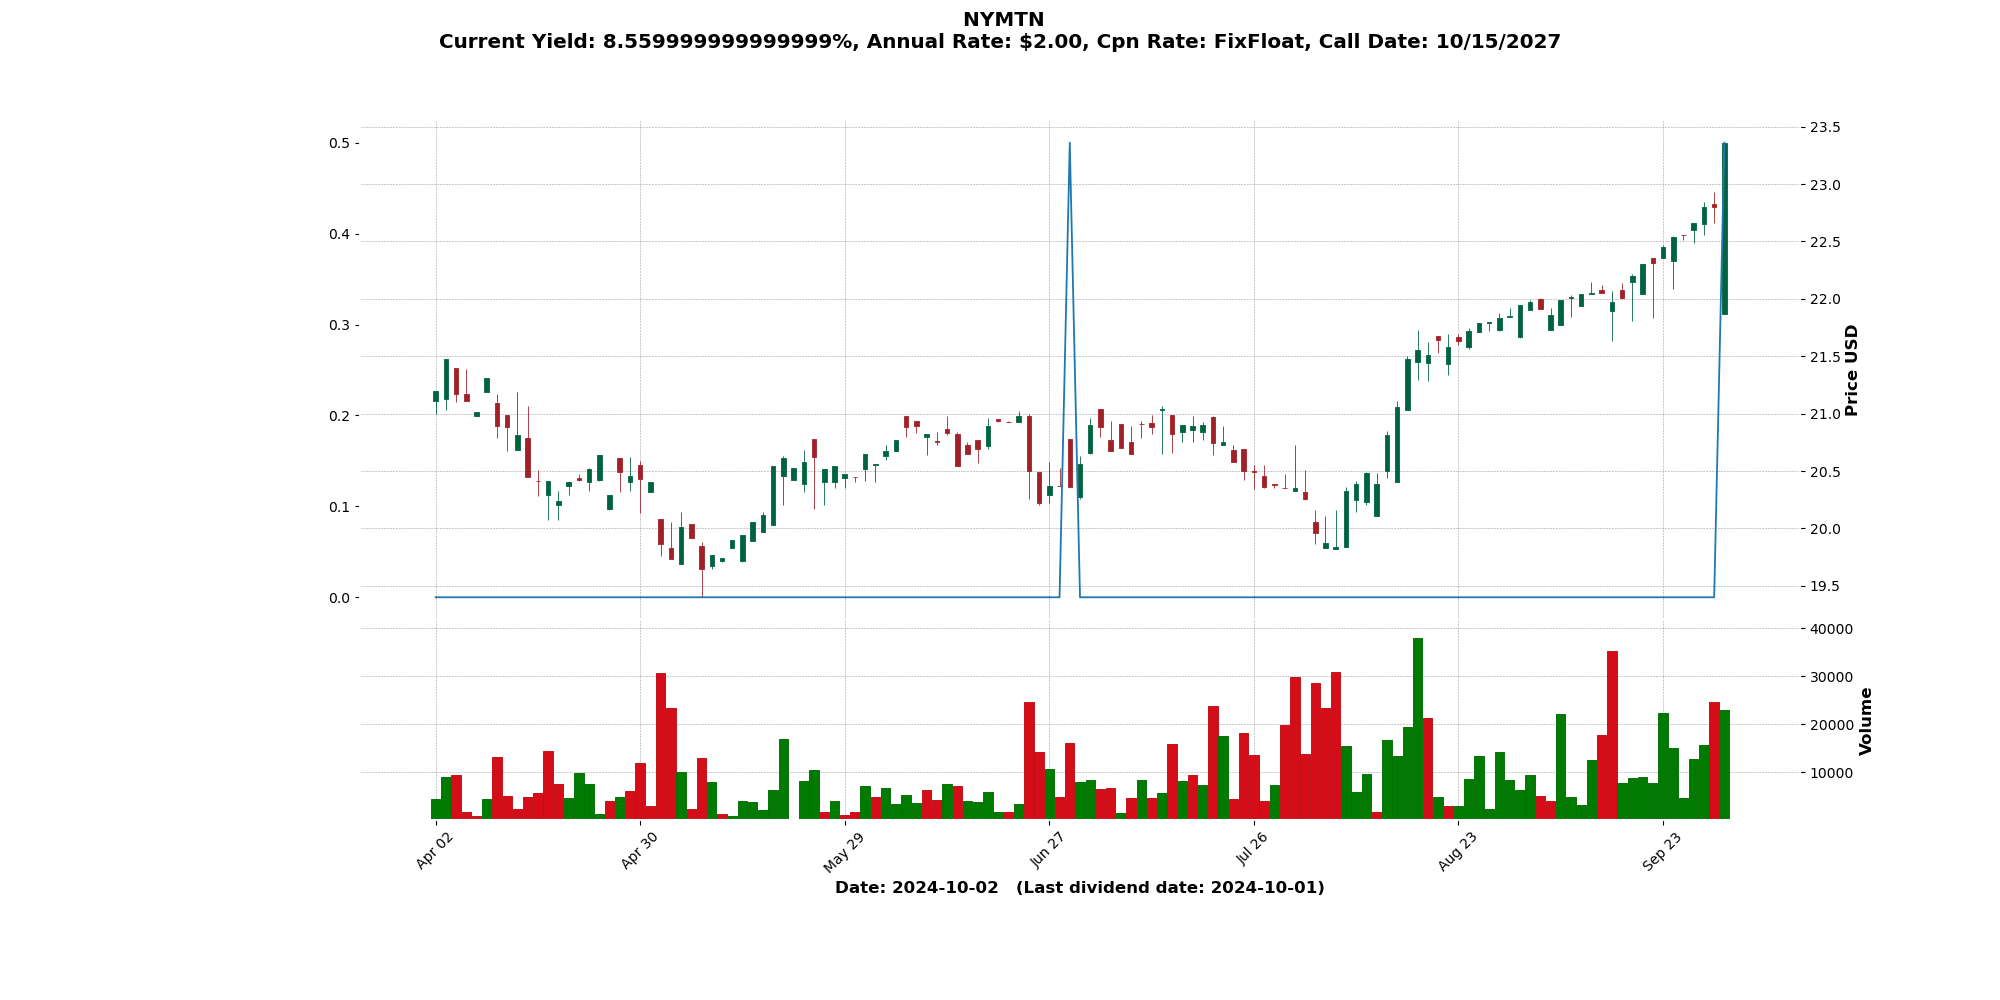 NYMTN
Current Yield: 8.559999999999999%, Annual Rate: $2.00, Cpn Rate: FixFloat, Call Date: 10/15/2027
0.5
0.4
0.3
0.2
0.1
0.0
23.5
23.0
22.5
22.0
21.5
21.0
20.5
20.0
19.5
Price USD
40000
30000
20000
10000
Volume
Apr 02
Apr 30
May 29
Jun 27
Jul 26
Aug 23
Sep 23
Date: 2024-10-02 (Last dividend date: 2024-10-01)